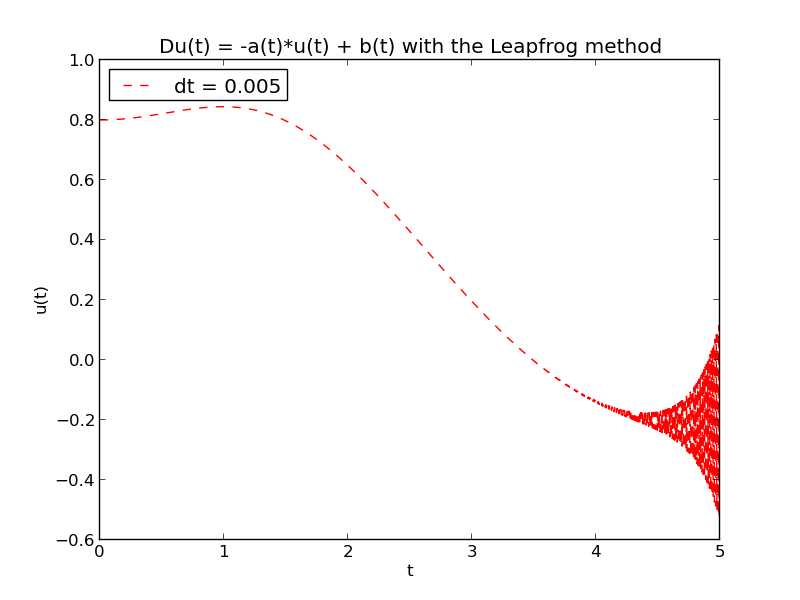 Du(t) = -a(t)*u(t) + b(t) with the Leapfrog method
dt = 0.005
1.0
0.8
0.6
0.4
0.2
0.0
−0.2
−0.4
−0.6
u(t)
0 1 2 3 4 5
t